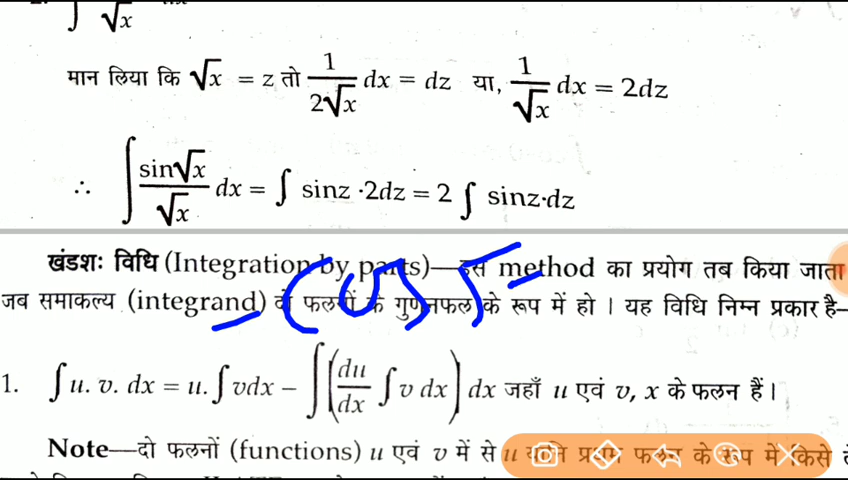 √x
मान लिया कि √x = z तो 1/(2√x) dx = dz या, 1/√x dx = 2dz
∴ ∫ sin√x/√x dx = ∫ sinz ·2dz = 2 ∫ sinz·dz
खंडशः विधि (Integration by parts)—इस method का प्रयोग तब किया जाता
जब समाकल्य (integrand) दो फलनों के गुणनफल के रूप में हो । यह विधि निम्न प्रकार है—
1. ∫ u. v. dx = u. ∫ vdx − ∫ (du/dx ∫ v dx) dx जहाँ u एवं v, x के फलन हैं।
Note—दो फलनों (functions) u एवं v में से u यानि प्रथम फलन के रूप में किसे